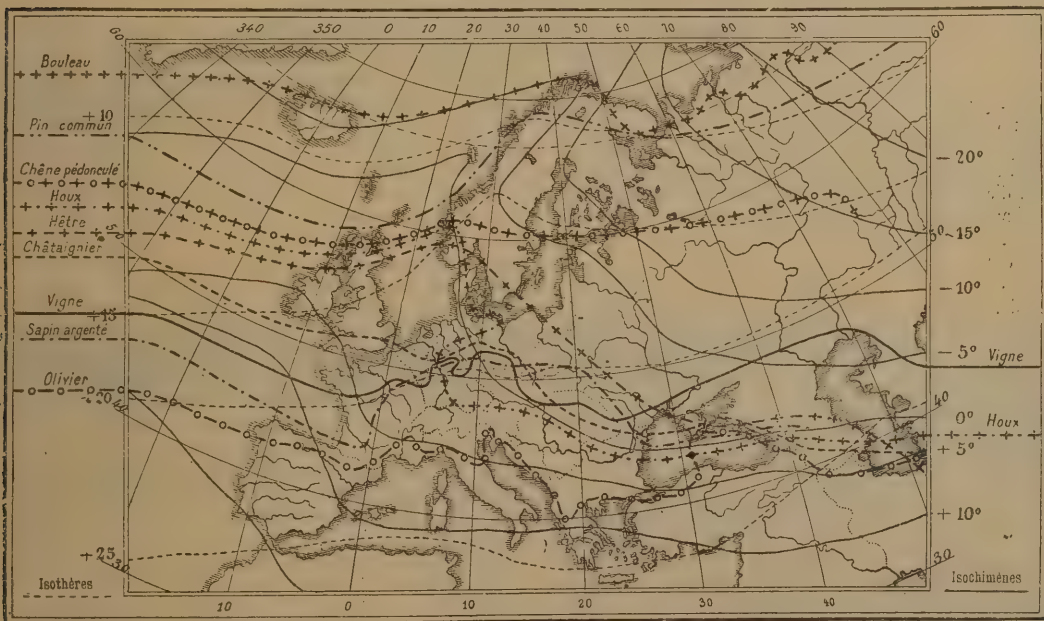 60 340 350 0 10 20 30 40 50 60 70 80 90 60
Bouleau
+10
Pin commun
Chêne pédonculé
Houx
Hêtre
Châtaignier
Vigne
+15
Sapin argenté
Olivier
+25
30
Isothères
-20°
-15°
-10°
-5°
Vigne
40
0°
Houx
+5°
+10°
30
Isochimènes
10 0 10 20 30 40